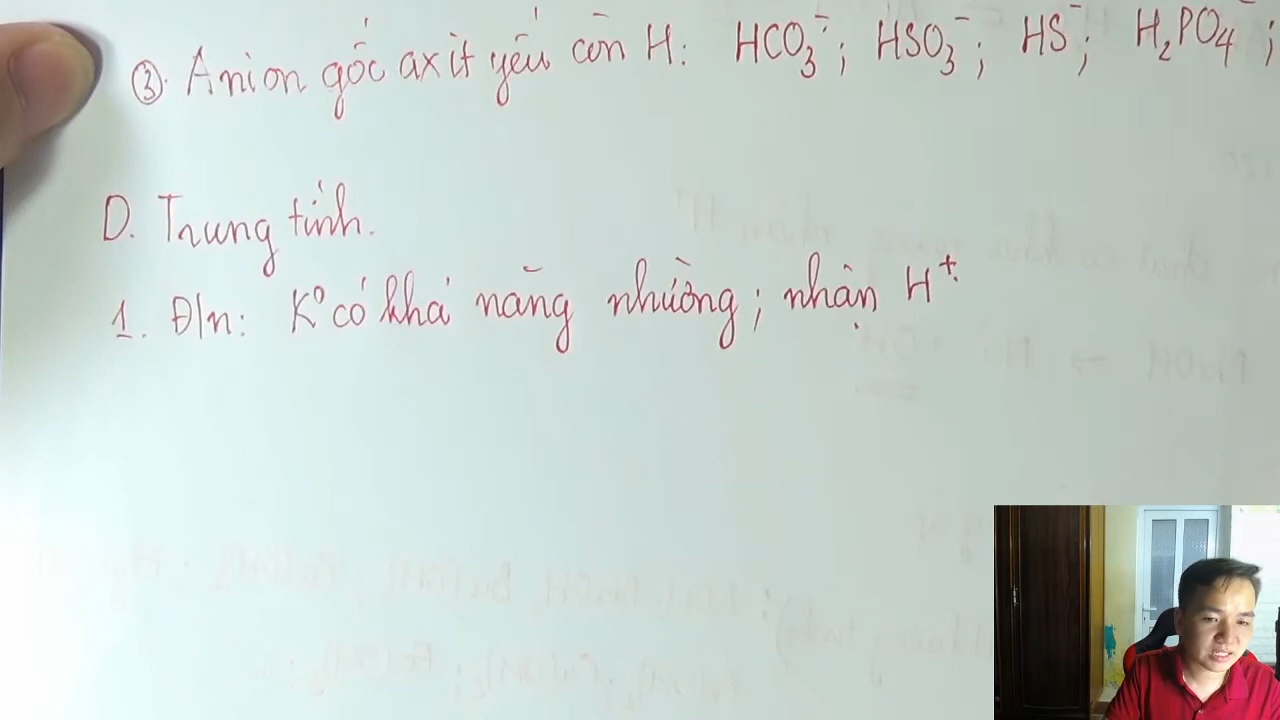 ③. Anion gốc axit yếu còn H: HCO₃⁻; HSO₃⁻; HS⁻; H₂PO₄⁻;
D. Trung tính.
1. Đ/n: K⁰ có khả năng nhường; nhận H⁺.